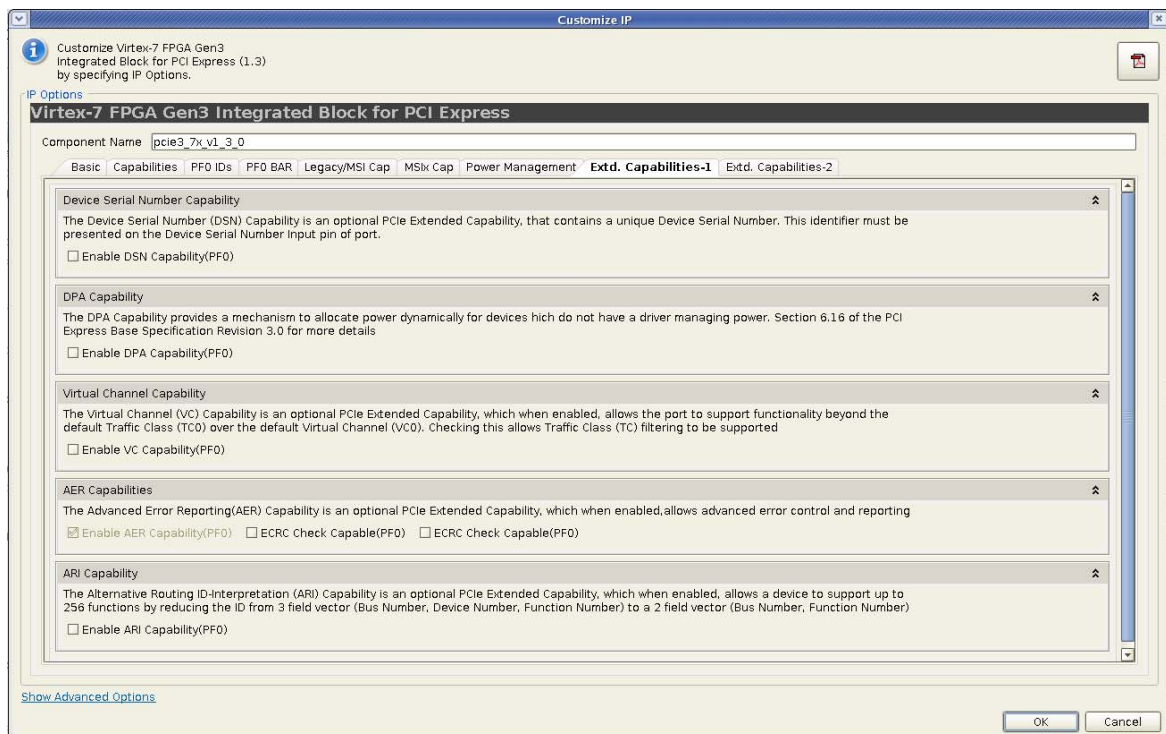 Customize IP
Customize Virtex-7 FPGA Gen3
Integrated Block for PCI Express (1.3)
by specifying IP Options.
IP Options
Virtex-7 FPGA Gen3 Integrated Block for PCI Express
Component Name pcie3_7x_v1_3_0
Basic Capabilities PF0 IDs PF0 BAR Legacy/MSI Cap MSIx Cap Power Management Extd. Capabilities-1 Extd. Capabilities-2
Device Serial Number Capability
The Device Serial Number (DSN) Capability is an optional PCIe Extended Capability, that contains a unique Device Serial Number. This identifier must be
presented on the Device Serial Number Input pin of port.
Enable DSN Capability(PF0)
DPA Capability
The DPA Capability provides a mechanism to allocate power dynamically for devices hich do not have a driver managing power. Section 6.16 of the PCI
Express Base Specification Revision 3.0 for more details
Enable DPA Capability(PF0)
Virtual Channel Capability
The Virtual Channel (VC) Capability is an optional PCIe Extended Capability, which when enabled, allows the port to support functionality beyond the
default Traffic Class (TC0) over the default Virtual Channel (VC0). Checking this allows Traffic Class (TC) filtering to be supported
Enable VC Capability(PF0)
AER Capabilities
The Advanced Error Reporting(AER) Capability is an optional PCIe Extended Capability, which when enabled,allows advanced error control and reporting
Enable AER Capability(PF0) ECRC Check Capable(PF0) ECRC Check Capable(PF0)
ARI Capability
The Alternative Routing ID-Interpretation (ARI) Capability is an optional PCIe Extended Capability, which when enabled, allows a device to support up to
256 functions by reducing the ID from 3 field vector (Bus Number, Device Number, Function Number) to a 2 field vector (Bus Number, Function Number)
Enable ARI Capability(PF0)
Show Advanced Options
OK Cancel